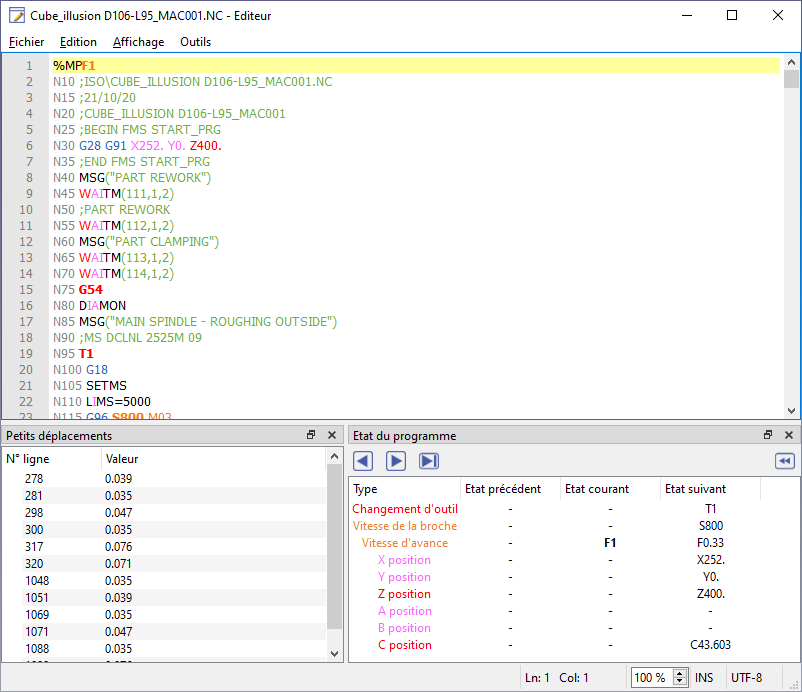 Cube_illusion D106-L95_MAC001.NC - Editeur
Fichier Edition Affichage Outils
1 %MPF1
2 N10 ;ISO\CUBE_ILLUSION D106-L95_MAC001.NC
3 N15 ;21/10/20
4 N20 ;CUBE_ILLUSION D106-L95_MAC001
5 N25 ;BEGIN FMS START_PRG
6 N30 G28 G91 X252. Y0. Z400.
7 N35 ;END FMS START_PRG
8 N40 MSG("PART REWORK")
9 N45 WAITM(111,1,2)
10 N50 ;PART REWORK
11 N55 WAITM(112,1,2)
12 N60 MSG("PART CLAMPING")
13 N65 WAITM(113,1,2)
14 N70 WAITM(114,1,2)
15 N75 G54
16 N80 DIAMON
17 N85 MSG("MAIN SPINDLE - ROUGHING OUTSIDE")
18 N90 ;MS DCLNL 2525M 09
19 N95 T1
20 N100 G18
21 N105 SETMS
22 N110 LIMS=5000
23 N115 G96 S800 M03
Petits déplacements
N° ligne Valeur
278 0.039
281 0.035
298 0.047
300 0.035
317 0.076
320 0.071
1048 0.035
1051 0.039
1069 0.035
1071 0.047
1088 0.035
Etat du programme
Type Etat précédent Etat courant Etat suivant
Changement d'outil - - T1
Vitesse de la broche - - S800
Vitesse d'avance - F1 F0.33
X position - - X252.
Y position - - Y0.
Z position - - Z400.
A position - - -
B position - - -
C position - - C43.603
Ln: 1 Col: 1 100 % INS UTF-8